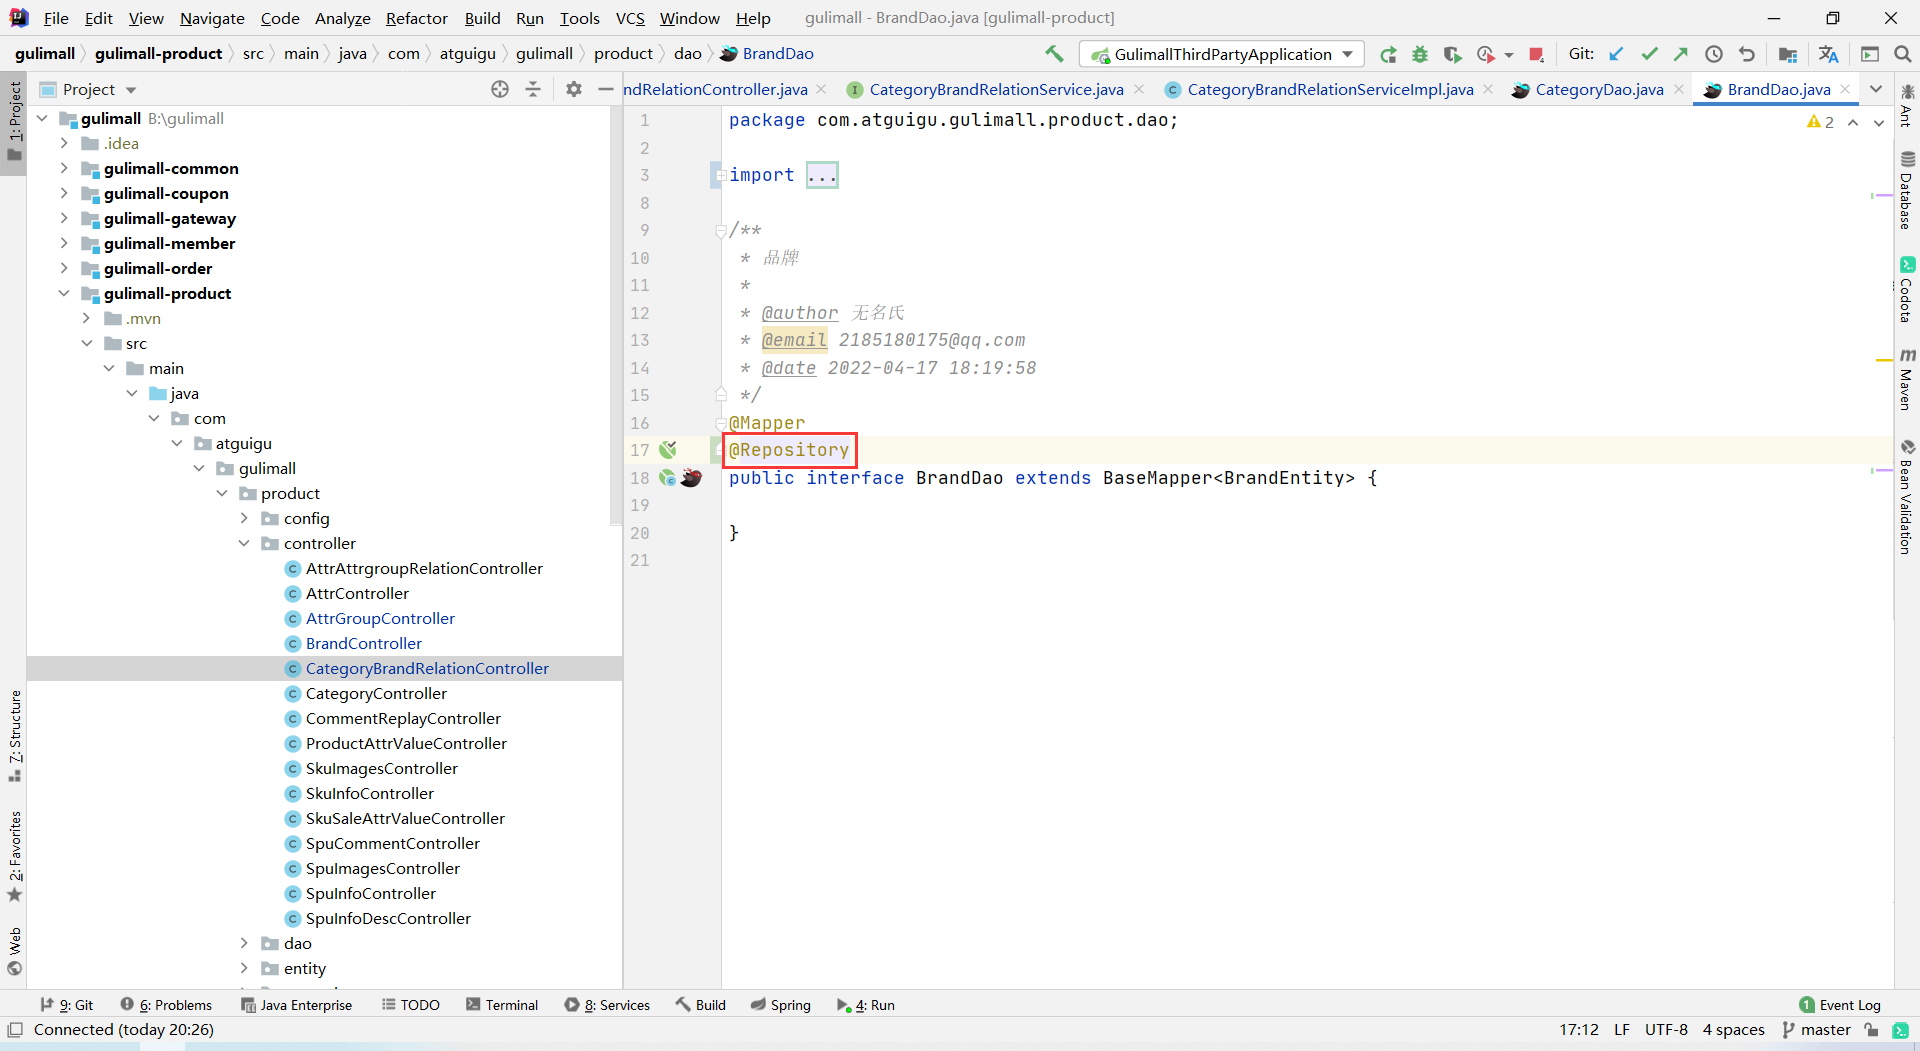 File Edit View Navigate Code Analyze Refactor Build Run Tools VCS Window Help gulimall - BrandDao.java [gulimall-product]
gulimall gulimall-product src main java com atguigu gulimall product dao BrandDao GulimallThirdPartyApplication Git:
Project
ndRelationController.java CategoryBrandRelationService.java CategoryBrandRelationServiceImpl.java CategoryDao.java BrandDao.java
gulimall B:\gulimall
.idea
gulimall-common
gulimall-coupon
gulimall-gateway
gulimall-member
gulimall-order
gulimall-product
.mvn
src
main
java
com
atguigu
gulimall
product
config
controller
AttrAttrgroupRelationController
AttrController
AttrGroupController
BrandController
CategoryBrandRelationController
CategoryController
CommentReplayController
ProductAttrValueController
SkuImagesController
SkuInfoController
SkuSaleAttrValueController
SpuCommentController
SpuImagesController
SpuInfoController
SpuInfoDescController
dao
entity
1 package com.atguigu.gulimall.product.dao;
2
3 import ...
8
9 /**
10 * 品牌
11 *
12 * @author 无名氏
13 * @email 2185180175@qq.com
14 * @date 2022-04-17 18:19:58
15 */
16 @Mapper
17 @Repository
18 public interface BrandDao extends BaseMapper<BrandEntity> {
19
20 }
21
2
1: Project
7: Structure
2: Favorites
Web
Ant
Database
Codota
Maven
Bean Validation
9: Git 6: Problems Java Enterprise TODO Terminal 8: Services Build Spring 4: Run 1 Event Log
Connected (today 20:26) 17:12 LF UTF-8 4 spaces master